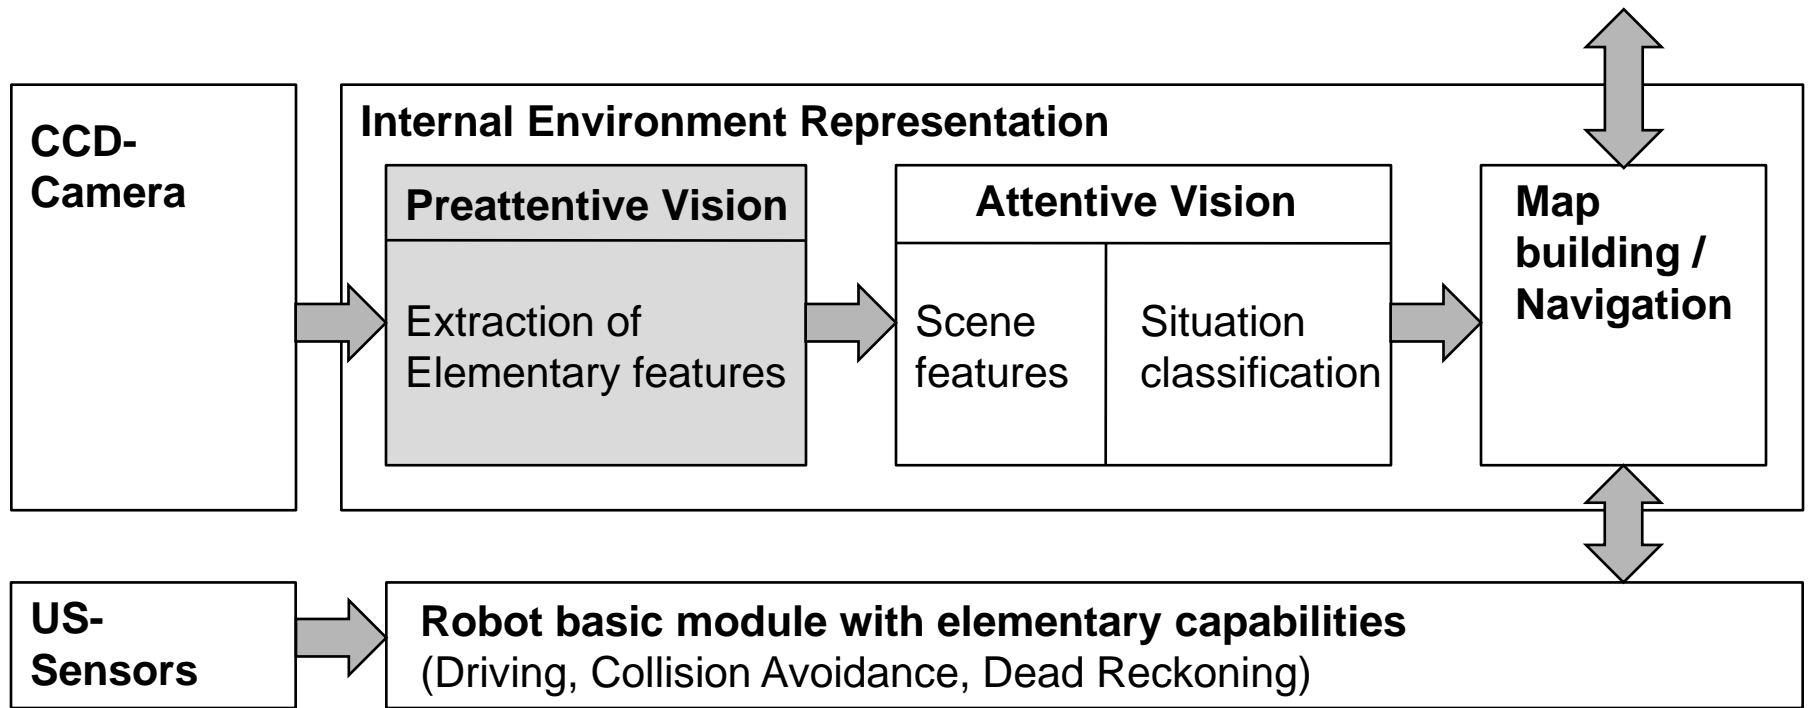 CCD-
Camera
Internal Environment Representation
Preattentive Vision
Extraction of
Elementary features
Attentive Vision
Scene
features
Situation
classification
Map
building /
Navigation
US-
Sensors
Robot basic module with elementary capabilities
(Driving, Collision Avoidance, Dead Reckoning)